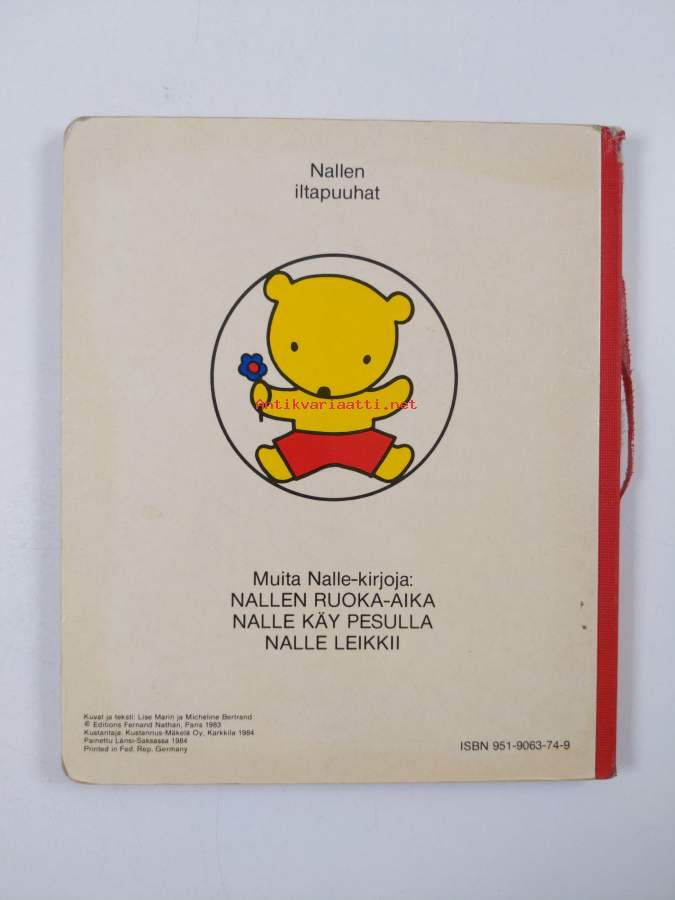 Nallen
iltapuuhat
Antikvariaatti.net
Muita Nalle-kirjoja:
NALLEN RUOKA-AIKA
NALLE KÄY PESULLA
NALLE LEIKKII
Kuvat ja teksti: Lise Marin ja Micheline Bertrand
© Editions Fernand Nathan, Paris 1983
Kustantaja: Kustannus-Mäkelä Oy, Karkkila 1984
Painettu Länsi-Saksassa 1984
Printed in Fed. Rep. Germany
ISBN 951-9063-74-9